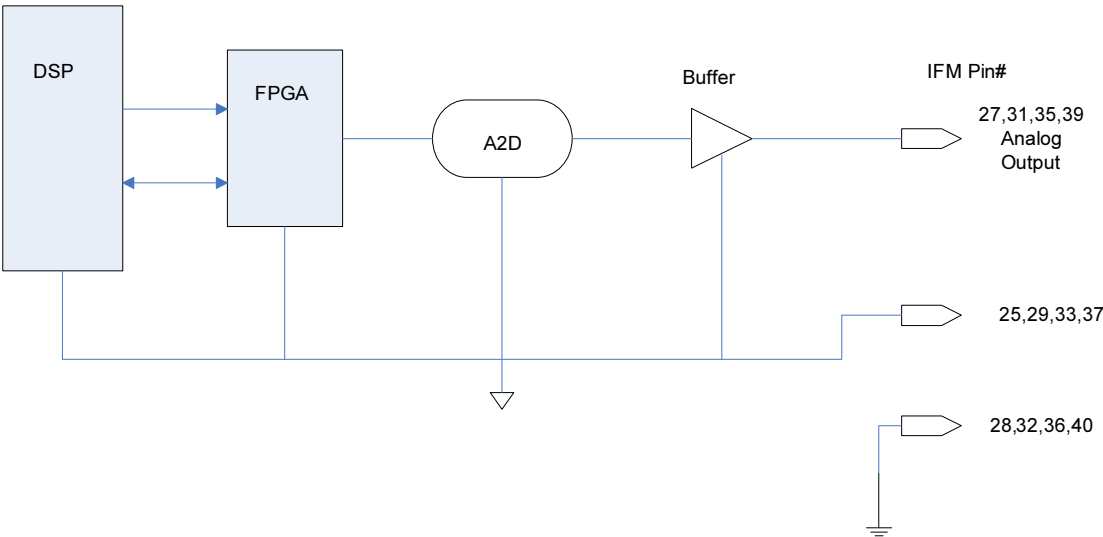 DSP
FPGA
A2D
Buffer
IFM Pin#
27,31,35,39
Analog
Output
25,29,33,37
28,32,36,40